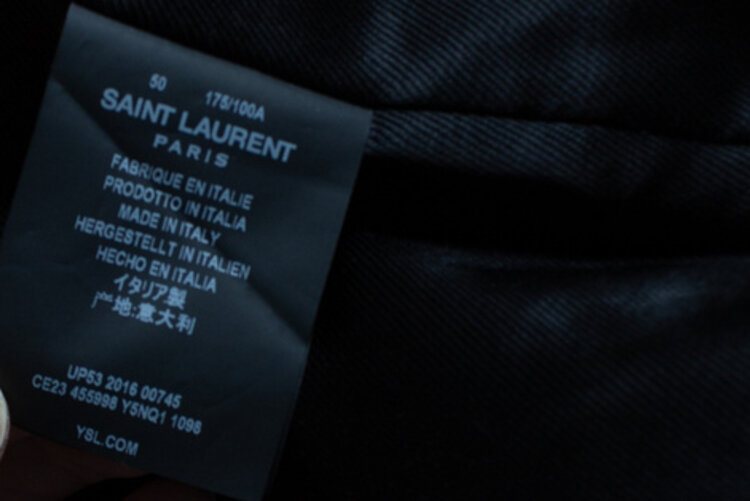 50 175/100A
SAINT LAURENT
PARIS
FABRIQUE EN ITALIE
PRODOTTO IN ITALIA
MADE IN ITALY
HERGESTELLT IN ITALIEN
HECHO EN ITALIA
イタリア製
产地:意大利
UP53 2016 00745
CE23 455998 Y5NQ1 1098
YSL.COM